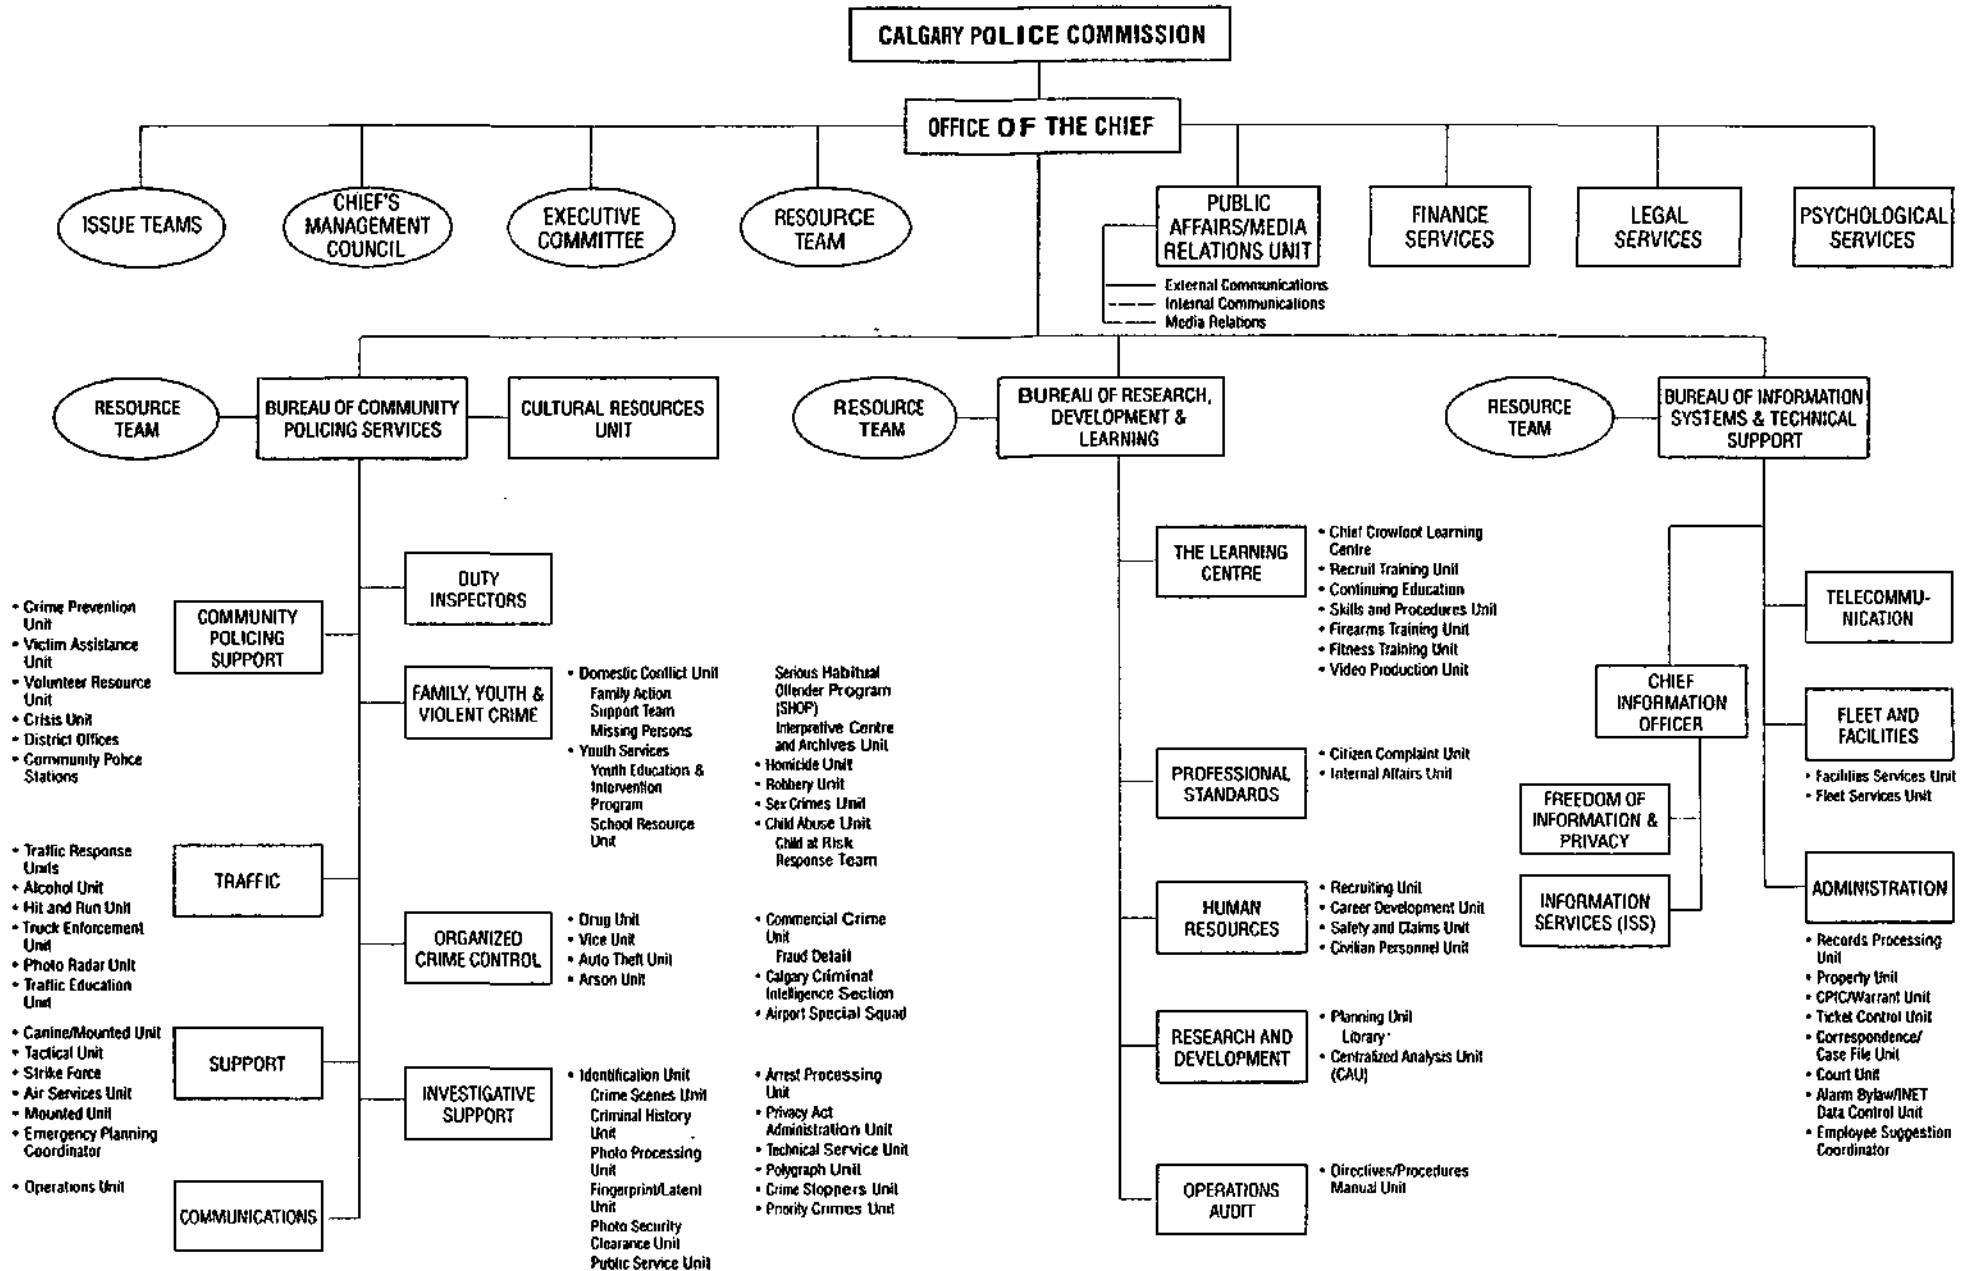 CALGARY POLICE COMMISSION
OFFICE OF THE CHIEF
ISSUE TEAMS
CHIEF'S
MANAGEMENT
COUNCIL
EXECUTIVE
COMMITTEE
RESOURCE
TEAM
PUBLIC
AFFAIRS/MEDIA
RELATIONS UNIT
External Communications
Internal Communications
Media Relations
FINANCE
SERVICES
LEGAL
SERVICES
PSYCHOLOGICAL
SERVICES
RESOURCE
TEAM
BUREAU OF COMMUNITY
POLICING SERVICES
CULTURAL RESOURCES
UNIT
RESOURCE
TEAM
BUREAU OF RESEARCH,
DEVELOPMENT &
LEARNING
RESOURCE
TEAM
BUREAU OF INFORMATION
SYSTEMS & TECHNICAL
SUPPORT
DUTY
INSPECTORS
• Crime Prevention
Unit
• Victim Assistance
Unit
• Volunteer Resource
Unit
• Crisis Unit
• District Offices
• Community Police
Stations
COMMUNITY
POLICING
SUPPORT
FAMILY, YOUTH &
VIOLENT CRIME
• Domestic Conflict Unit
Family Action
Support Team
Missing Persons
• Youth Services
Youth Education &
Intervention
Program
School Resource
Unit
Serious Habitual
Offender Program
(SHOP)
Interpretive Centre
and Archives Unit
• Homicide Unit
• Robbery Unit
• Sex Crimes Unit
• Child Abuse Unit
Child at Risk
Response Team
• Traffic Response
Units
• Alcohol Unit
• Hit and Run Unit
• Truck Enforcement
Unit
• Photo Radar Unit
• Traffic Education
Unit
TRAFFIC
ORGANIZED
CRIME CONTROL
• Drug Unit
• Vice Unit
• Auto Theft Unit
• Arson Unit
• Commercial Crime
Unit
Fraud Detail
• Calgary Criminal
Intelligence Section
• Airport Special Squad
• Canine/Mounted Unit
• Tactical Unit
• Strike Force
• Air Services Unit
• Mounted Unit
• Emergency Planning
Coordinator
SUPPORT
INVESTIGATIVE
SUPPORT
• Identification Unit
Crime Scenes Unit
Criminal History
Unit
Photo Processing
Unit
Fingerprint/Latent
Unit
Photo Security
Clearance Unit
Public Service Unit
• Arrest Processing
Unit
• Privacy Act
Administration Unit
• Technical Service Unit
• Polygraph Unit
• Crime Stoppers Unit
• Priority Crimes Unit
• Operations Unit
COMMUNICATIONS
THE LEARNING
CENTRE
• Chief Crowfoot Learning
Centre
• Recruit Training Unit
• Continuing Education
• Skills and Procedures Unit
• Firearms Training Unit
• Fitness Training Unit
• Video Production Unit
PROFESSIONAL
STANDARDS
• Citizen Complaint Unit
• Internal Affairs Unit
HUMAN
RESOURCES
• Recruiting Unit
• Career Development Unit
• Safety and Claims Unit
• Civilian Personnel Unit
RESEARCH AND
DEVELOPMENT
• Planning Unit
Library
• Centralized Analysis Unit
(CAU)
OPERATIONS
AUDIT
• Directives/Procedures
Manual Unit
TELECOMMU-
NICATION
CHIEF
INFORMATION
OFFICER
FREEDOM OF
INFORMATION &
PRIVACY
INFORMATION
SERVICES (ISS)
FLEET AND
FACILITIES
• Facilities Services Unit
• Fleet Services Unit
ADMINISTRATION
• Records Processing
Unit
• Property Unit
• CPIC/Warrant Unit
• Ticket Control Unit
• Correspondence/
Case File Unit
• Court Unit
• Alarm Bylaw/INET
Data Control Unit
• Employee Suggestion
Coordinator